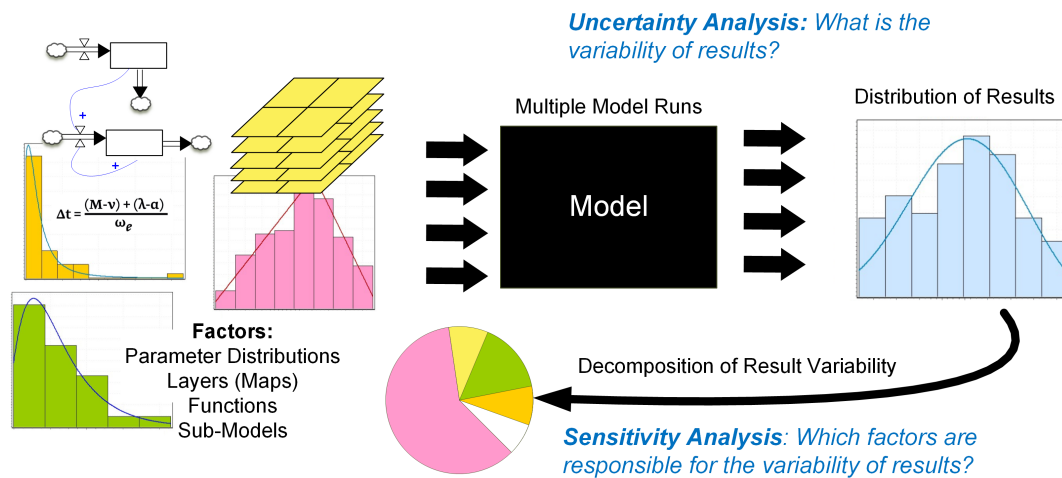 Uncertainty Analysis: What is the
variability of results?
Multiple Model Runs
Distribution of Results
+
+
Δt = (M-ν) + (λ-α)
ωe
Model
Factors:
Parameter Distributions
Layers (Maps)
Functions
Sub-Models
Decomposition of Result Variability
Sensitivity Analysis: Which factors are
responsible for the variability of results?